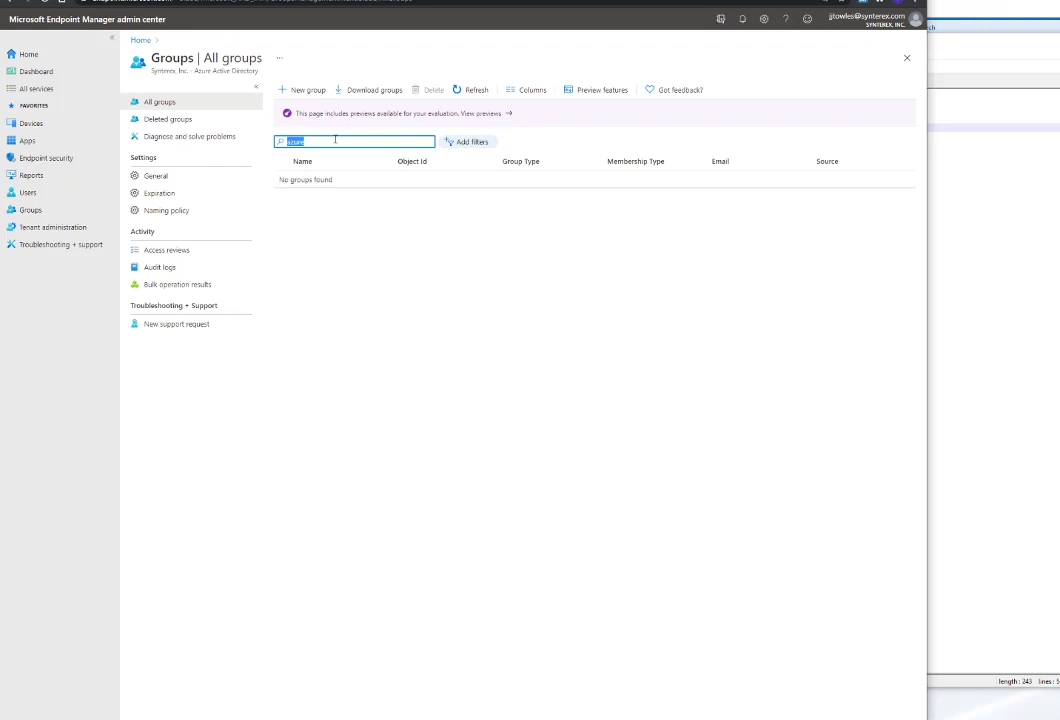 Microsoft Endpoint Manager admin center
jjtowles@synterex.com
SYNTEREX, INC.
Home
Dashboard
All services
FAVORITES
Devices
Apps
Endpoint security
Reports
Users
Groups
Tenant administration
Troubleshooting + support
Home
Groups | All groups
Synterex, Inc. - Azure Active Directory
All groups
Deleted groups
Diagnose and solve problems
Settings
General
Expiration
Naming policy
Activity
Access reviews
Audit logs
Bulk operation results
Troubleshooting + Support
New support request
New group
Download groups
Delete
Refresh
Columns
Preview features
Got feedback?
This page includes previews available for your evaluation. View previews →
azure
Add filters
Name Object Id Group Type Membership Type Email Source
No groups found
length : 243 lines : 5